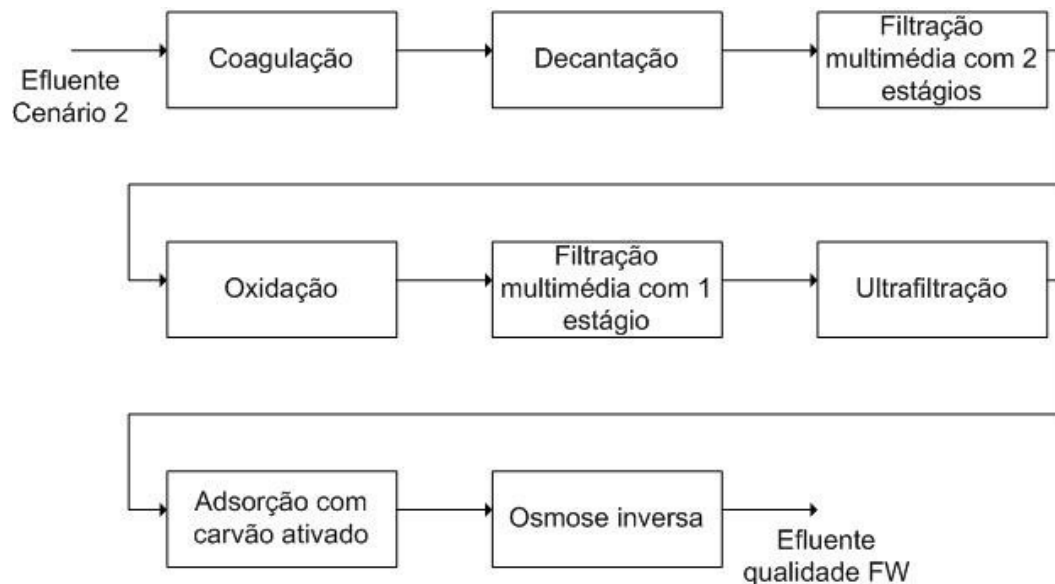 Efluente
Cenário 2
Coagulação
Decantação
Filtração
multimédia com 2
estágios
Oxidação
Filtração
multimédia com 1
estágio
Ultrafiltração
Adsorção com
carvão ativado
Osmose inversa
Efluente
qualidade FW